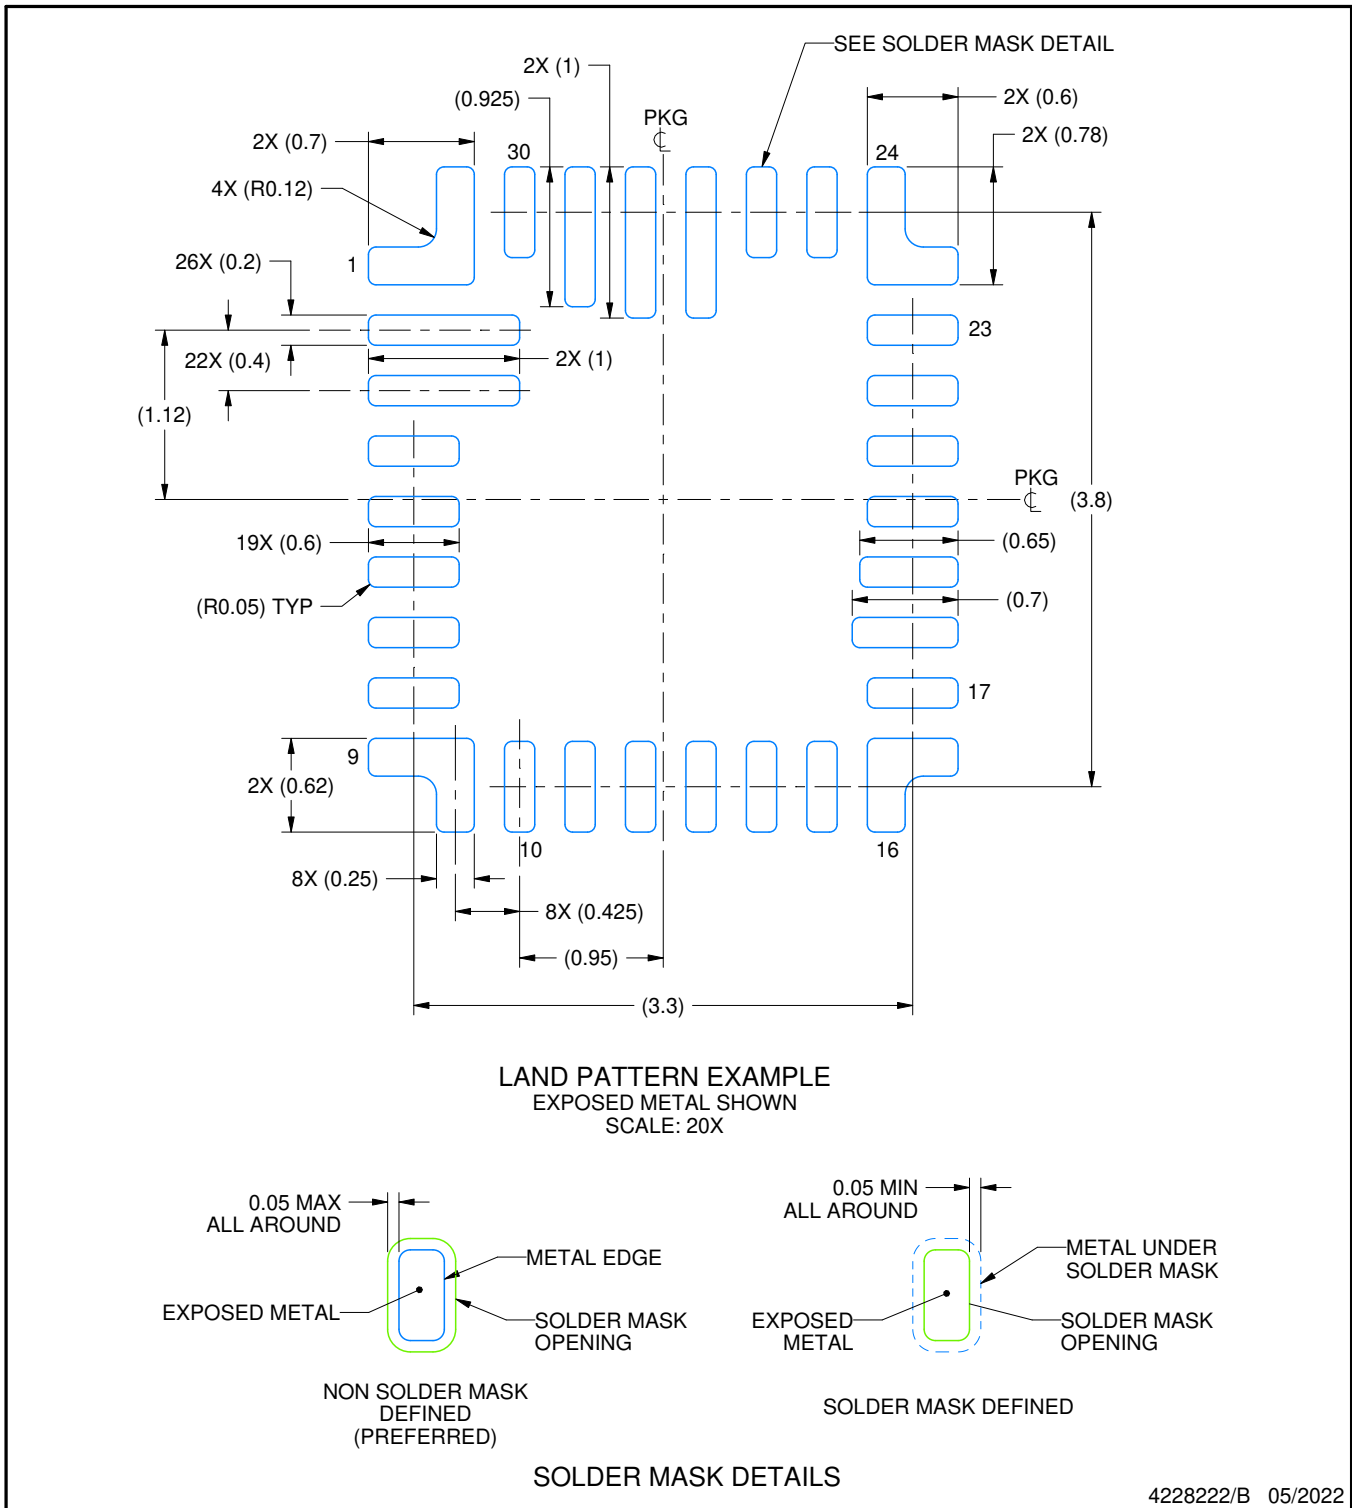 SEE SOLDER MASK DETAIL
2X (1)
(0.925)
2X (0.6)
PKG
2X (0.7)
30
24
2X (0.78)
4X (R0.12)
1
26X (0.2)
23
22X (0.4)
2X (1)
(1.12)
PKG
(3.8)
19X (0.6)
(0.65)
(R0.05) TYP
(0.7)
17
9
2X (0.62)
10
16
8X (0.25)
8X (0.425)
(0.95)
(3.3)
LAND PATTERN EXAMPLE
EXPOSED METAL SHOWN
SCALE: 20X
0.05 MAX
ALL AROUND
METAL EDGE
EXPOSED METAL
SOLDER MASK
OPENING
NON SOLDER MASK
DEFINED
(PREFERRED)
0.05 MIN
ALL AROUND
METAL UNDER
SOLDER MASK
EXPOSED
METAL
SOLDER MASK
OPENING
SOLDER MASK DEFINED
SOLDER MASK DETAILS
4228222/B 05/2022